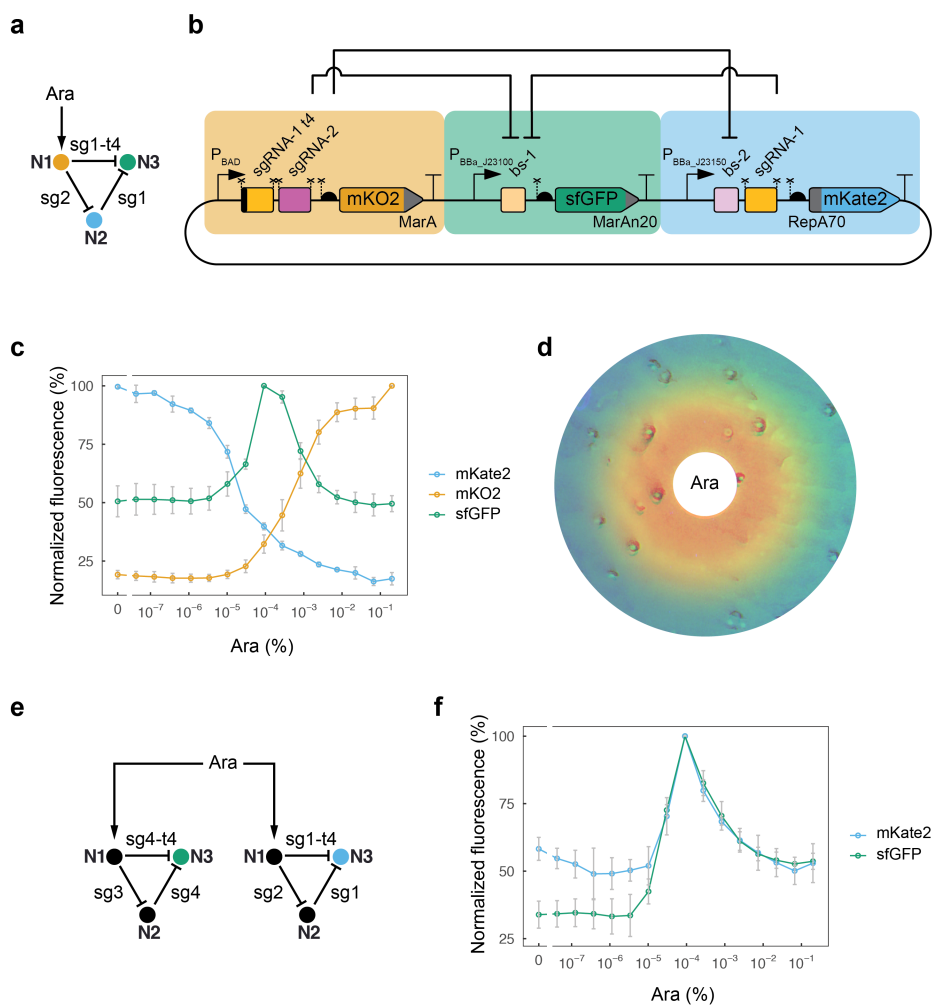 a
Ara
sg1-t4
N1
N3
sg2
sg1
N2
b
sgRNA-1 t4
sgRNA-2
bs-1
bs-2
sgRNA-1
PBAD
PBBa_J23100
PBBa_J23150
mKO2
sfGFP
mKate2
MarA
MarAn20
RepA70
c
Normalized fluorescence (%)
100
75
50
25
0
10⁻⁷
10⁻⁶
10⁻⁵
10⁻⁴
10⁻³
10⁻²
10⁻¹
Ara (%)
mKate2
mKO2
sfGFP
d
Ara
e
Ara
sg4-t4
N1
N3
sg3
sg4
N2
sg1-t4
N1
N3
sg2
sg1
N2
f
Normalized fluorescence (%)
100
75
50
25
0
10⁻⁷
10⁻⁶
10⁻⁵
10⁻⁴
10⁻³
10⁻²
10⁻¹
Ara (%)
mKate2
sfGFP